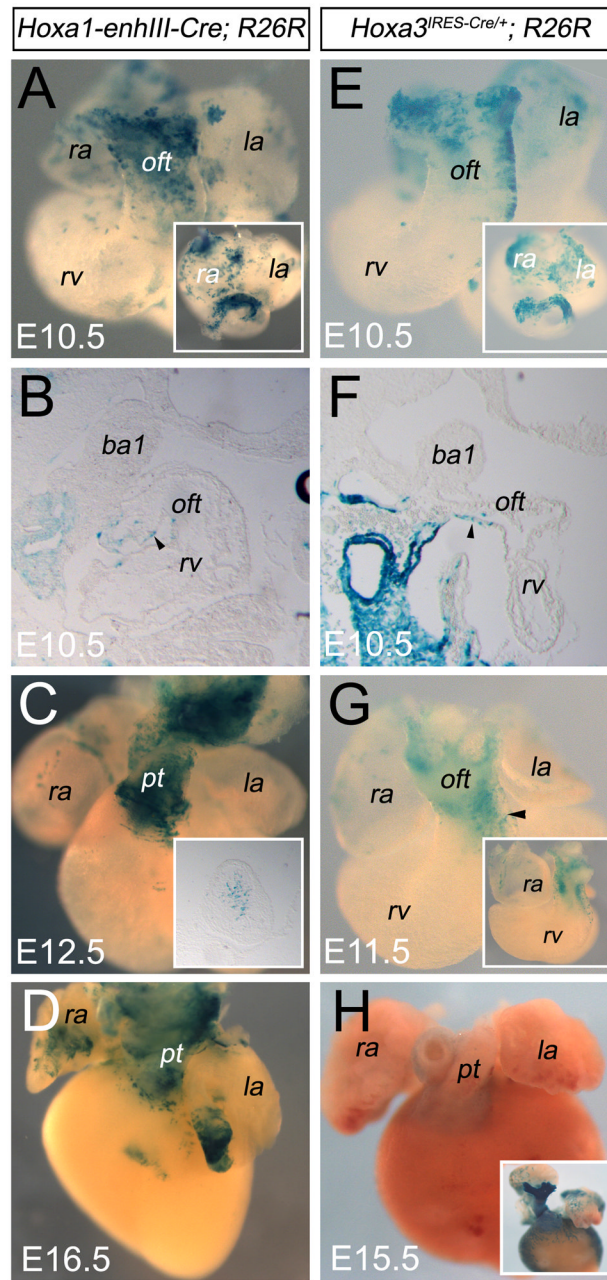 Hoxa1-enhIII-Cre; R26R
Hoxa3^IRES-Cre/+; R26R
A
ra
oft
la
rv
ra
la
E10.5
E
la
oft
rv
ra
la
E10.5
B
ba1
oft
rv
E10.5
F
ba1
oft
rv
E10.5
C
ra
pt
la
E12.5
G
ra
oft
la
rv
ra
rv
E11.5
D
ra
pt
la
E16.5
H
ra
pt
la
E15.5